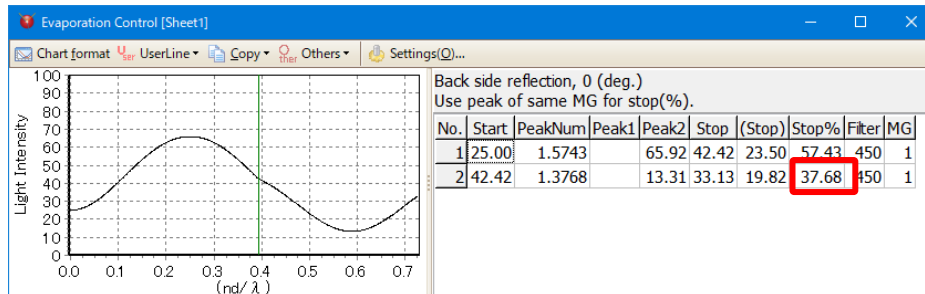 Evaporation Control [Sheet1]
Chart format User UserLine Copy Other Others Settings(O)...
Back side reflection, 0 (deg.)
Use peak of same MG for stop(%).
No. Start PeakNum Peak1 Peak2 Stop (Stop) Stop% Filter MG
1 25.00 1.5743 65.92 42.42 23.50 57.43 450 1
2 42.42 1.3768 13.31 33.13 19.82 37.68 450 1
Light Intensity
100
90
80
70
60
50
40
30
20
10
0
0.0 0.1 0.2 0.3 0.4 0.5 0.6 0.7
(nd/λ)